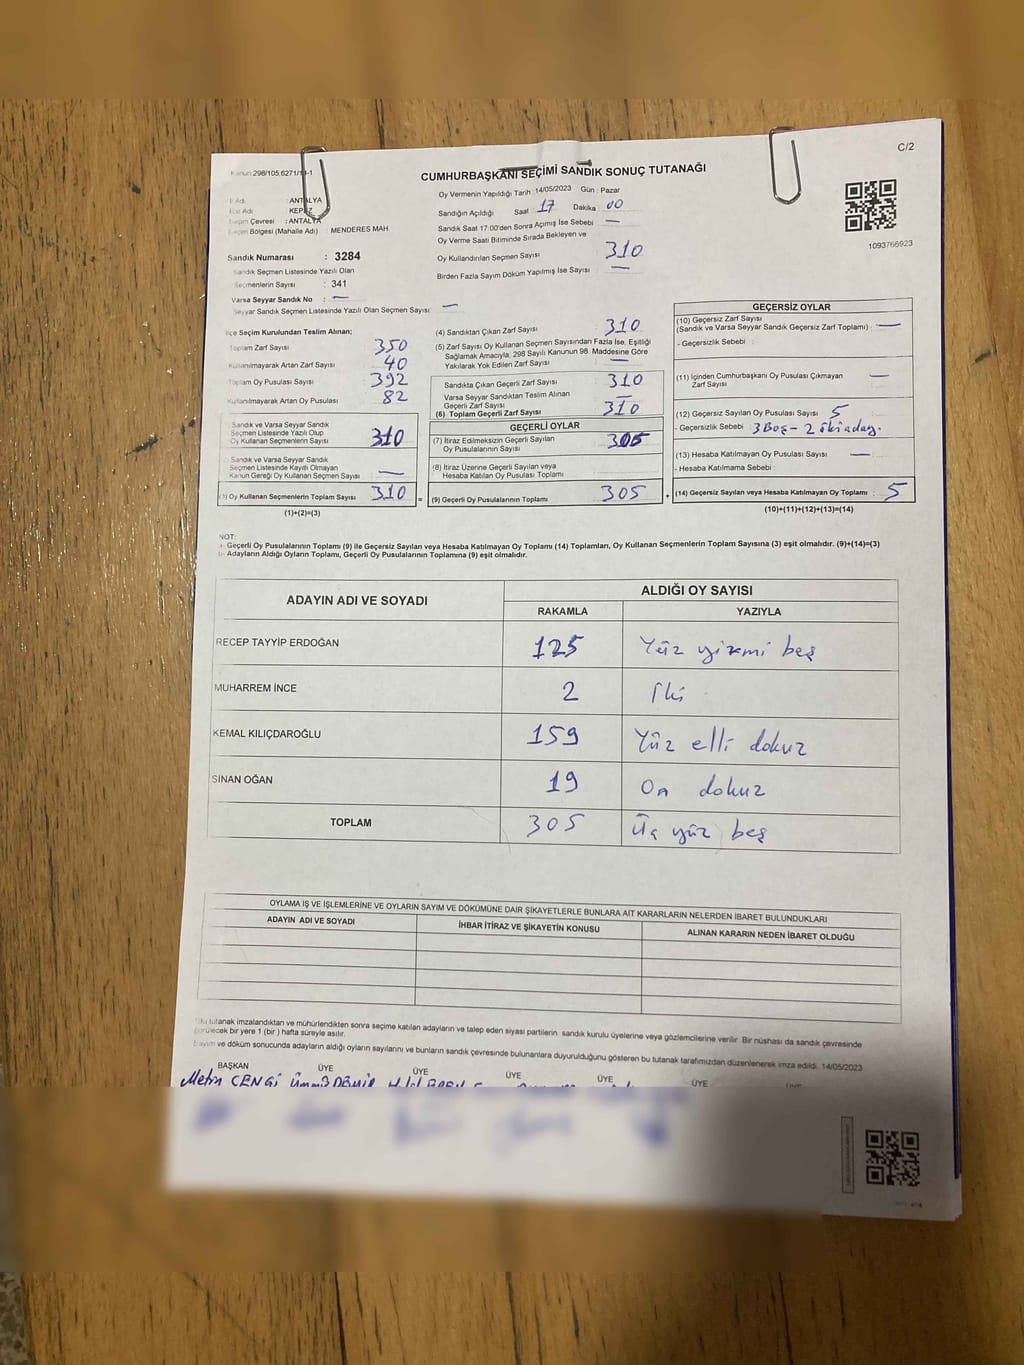 C/2
Kanun:298/105,6271/19-1
CUMHURBAŞKANI SEÇİMİ SANDIK SONUÇ TUTANAĞI
1093766923
İl Adı : ANTALYA
İlçe Adı : KEPEZ
Seçim Çevresi : ANTALYA
Seçim Bölgesi (Mahalle Adı) : MENDERES MAH
Sandık Numarası : 3284
Sandık Seçmen Listesinde Yazılı Olan
Seçmenlerin Sayısı : 341
Varsa Seyyar Sandık No : —
Seyyar Sandık Seçmen Listesinde Yazılı Olan Seçmen Sayısı : —
Oy Vermenin Yapıldığı Tarih :14/05/2023 Gün : Pazar
Sandığın Açıldığı Saat : 17 Dakika : 00
Sandık Saat 17:00'den Sonra Açımış İse Sebebi : —
Oy Verme Saati Bitiminde Sırada Bekleyen ve
Oy Kullandırılan Seçmen Sayısı : 310
Birden Fazla Sayım Döküm Yapılmış İse Sayısı : —
İlçe Seçim Kurulundan Teslim Alınan;
Toplam Zarf Sayısı : 350
Kullanılmayarak Artan Zarf Sayısı : 40
Toplam Oy Pusulası Sayısı : 392
Kullanılmayarak Artan Oy Pusulası : 82
Sandık ve Varsa Seyyar Sandık
Seçmen Listesinde Yazılı Olup
Oy Kullanan Seçmenlerin Sayısı : 310
Sandık ve Varsa Seyyar Sandık
Seçmen Listesinde Kayıtlı Olmayan
Kanun Gereği Oy Kullanan Seçmen Sayısı : —
(3) Oy Kullanan Seçmenlerin Toplam Sayısı : 310 =
(1)+(2)=(3)
(4) Sandıktan Çıkan Zarf Sayısı : 310
(5) Zarf Sayısı Oy Kullanan Seçmen Sayısından Fazla İse, Eşitliği
Sağlamak Amacıyla; 298 Sayılı Kanunun 98. Maddesine Göre
Yakılarak Yok Edilen Zarf Sayısı : —
Sandıkta Çıkan Geçerli Zarf Sayısı : 310
Varsa Seyyar Sandıktan Teslim Alınan
Geçerli Zarf Sayısı : —
(6) Toplam Geçerli Zarf Sayısı : 310
GEÇERLİ OYLAR
(7) İtiraz Edilmeksizin Geçerli Sayılan
Oy Pusulalarının Sayısı : 305
(8) İtiraz Üzerine Geçerli Sayılan veya
Hesaba Katılan Oy Pusulası Toplamı :
(9) Geçerli Oy Pusulalarının Toplamı : 305 +
GEÇERSİZ OYLAR
(10) Geçersiz Zarf Sayısı
(Sandık ve Varsa Seyyar Sandık Geçersiz Zarf Toplamı) : —
- Geçersizlik Sebebi :
(11) İçinden Cumhurbaşkanı Oy Pusulası Çıkmayan
Zarf Sayısı : —
(12) Geçersiz Sayılan Oy Pusulası Sayısı : 5
- Geçersizlik Sebebi : 3 Boş - 2 iki aday.
(13) Hesaba Katılmayan Oy Pusulası Sayısı : —
- Hesaba Katılmama Sebebi :
(14) Geçersiz Sayılan veya Hesaba Katılmayan Oy Toplamı : 5
(10)+(11)+(12)+(13)=(14)
NOT:
a- Geçerli Oy Pusulalarının Toplamı (9) ile Geçersiz Sayılan veya Hesaba Katılmayan Oy Toplamı (14) Toplamları, Oy Kullanan Seçmenlerin Toplam Sayısına (3) eşit olmalıdır. (9)+(14)=(3)
b- Adayların Aldığı Oyların Toplamı, Geçerli Oy Pusulalarının Toplamına (9) eşit olmalıdır.
ADAYIN ADI VE SOYADI ALDIĞI OY SAYISI
RAKAMLA YAZIYLA
RECEP TAYYİP ERDOĞAN 125 Yüz yirmi beş
MUHARREM İNCE 2 İki
KEMAL KILIÇDAROĞLU 159 Yüz elli dokuz
SİNAN OĞAN 19 On dokuz
TOPLAM 305 Üç yüz beş
OYLAMA İŞ VE İŞLEMLERİNE VE OYLARIN SAYIM VE DÖKÜMÜNE DAİR ŞİKAYETLERLE BUNLARA AİT KARARLARIN NELERDEN İBARET BULUNDUKLARI
ADAYIN ADI VE SOYADI İHBAR İTİRAZ VE ŞİKAYETİN KONUSU ALINAN KARARIN NEDEN İBARET OLDUĞU
tutanak imzalandıktan ve mühürlendikten sonra seçime katılan adayların ve talep eden siyasi partilerin sandık kurulu üyelerine veya gözlemcilerine verilir. Bir nüshası da sandık çevresinde
görülecek bir yere 1 (bir ) hafta süreyle asılır.
Sayım ve döküm sonucunda adayların aldığı oyların sayılarını ve bunların sandık çevresinde bulunanlara duyurulduğunu gösteren bu tutanak tarafımızdan düzenlenerek imza edildi. 14/05/2023
BAŞKAN ÜYE ÜYE ÜYE ÜYE ÜYE
Metin CENGİ